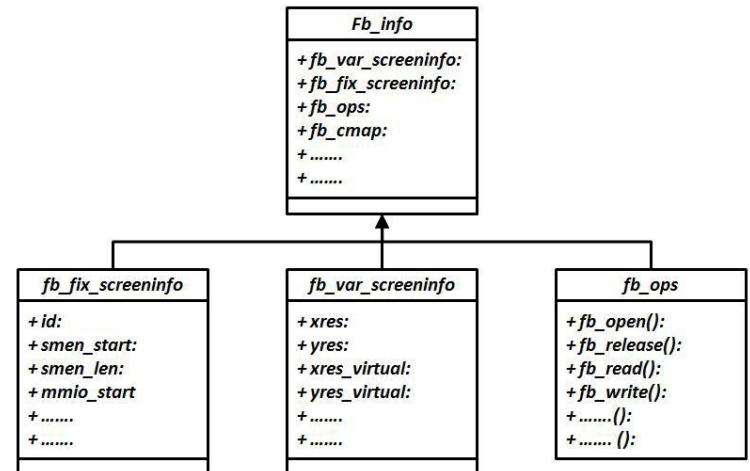 Fb_info
+ fb_var_screeninfo:
+ fb_fix_screeninfo:
+ fb_ops:
+ fb_cmap:
+ .......
+ .......
fb_fix_screeninfo
+ id:
+ smen_start:
+ smen_len:
+ mmio_start
+ .......
+ .......
fb_var_screeninfo
+ xres:
+ yres:
+ xres_virtual:
+ yres_virtual:
+ .......
+ .......
fb_ops
+ fb_open():
+ fb_release():
+ fb_read():
+ fb_write():
+ .......():
+ ....... ():